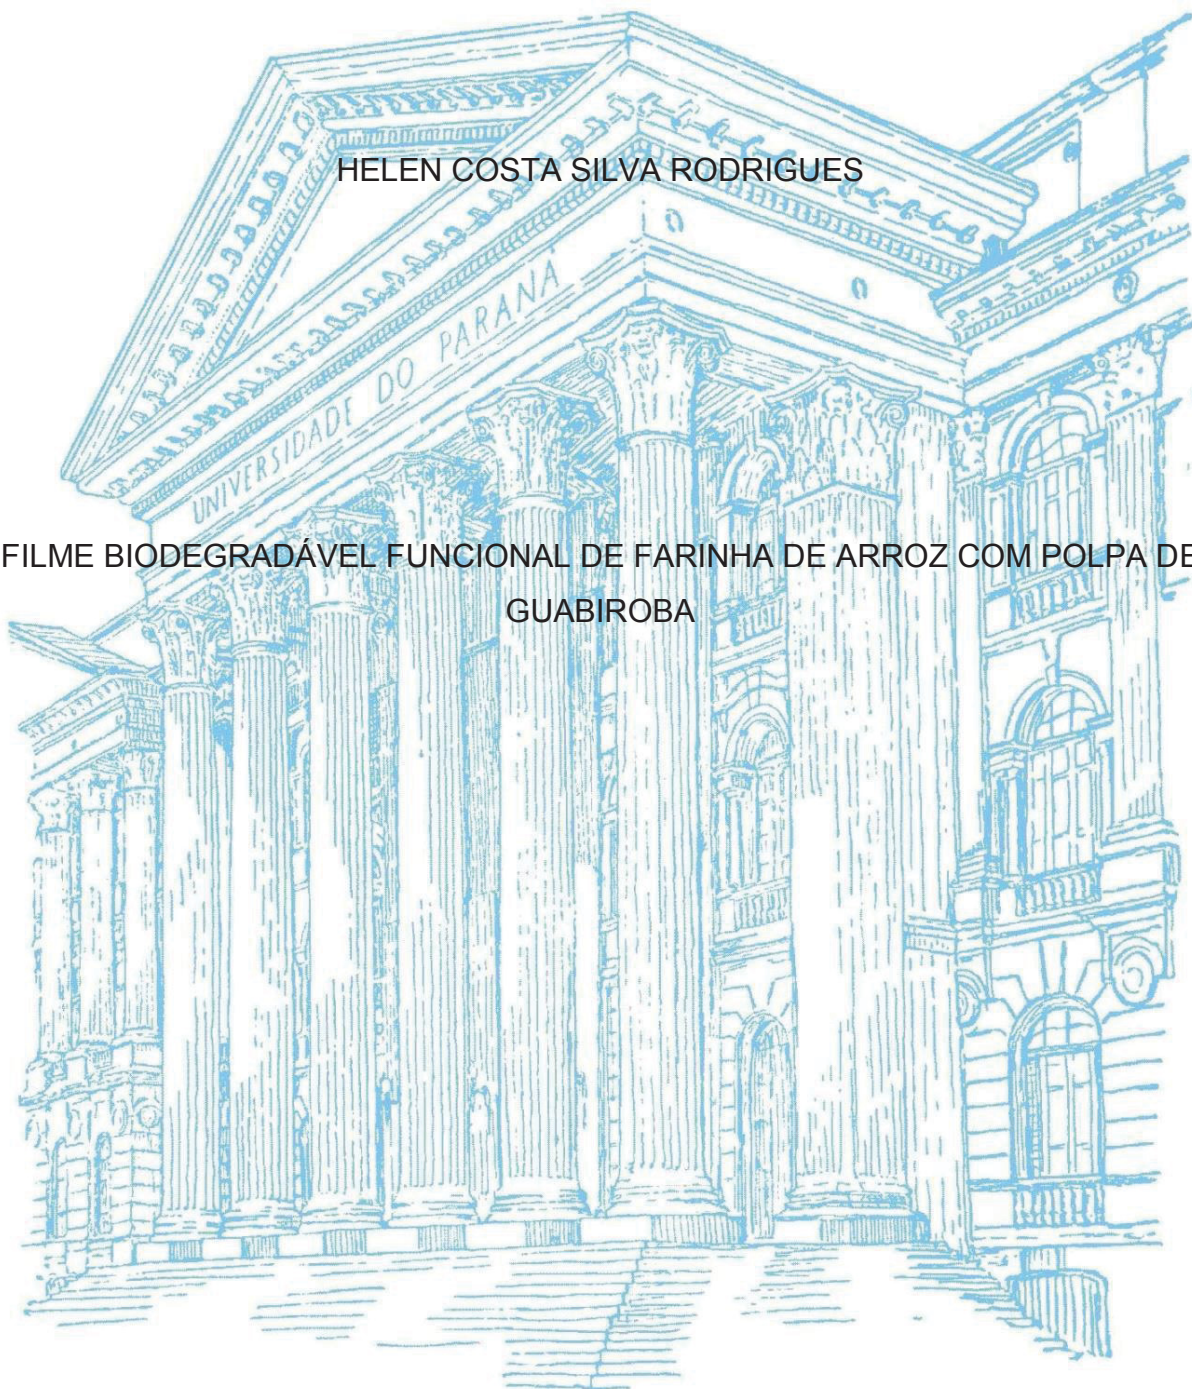 HELEN COSTA SILVA RODRIGUES
UNIVERSIDADE DO PARANÁ
FILME BIODEGRADÁVEL FUNCIONAL DE FARINHA DE ARROZ COM POLPA DE
GUABIROBA